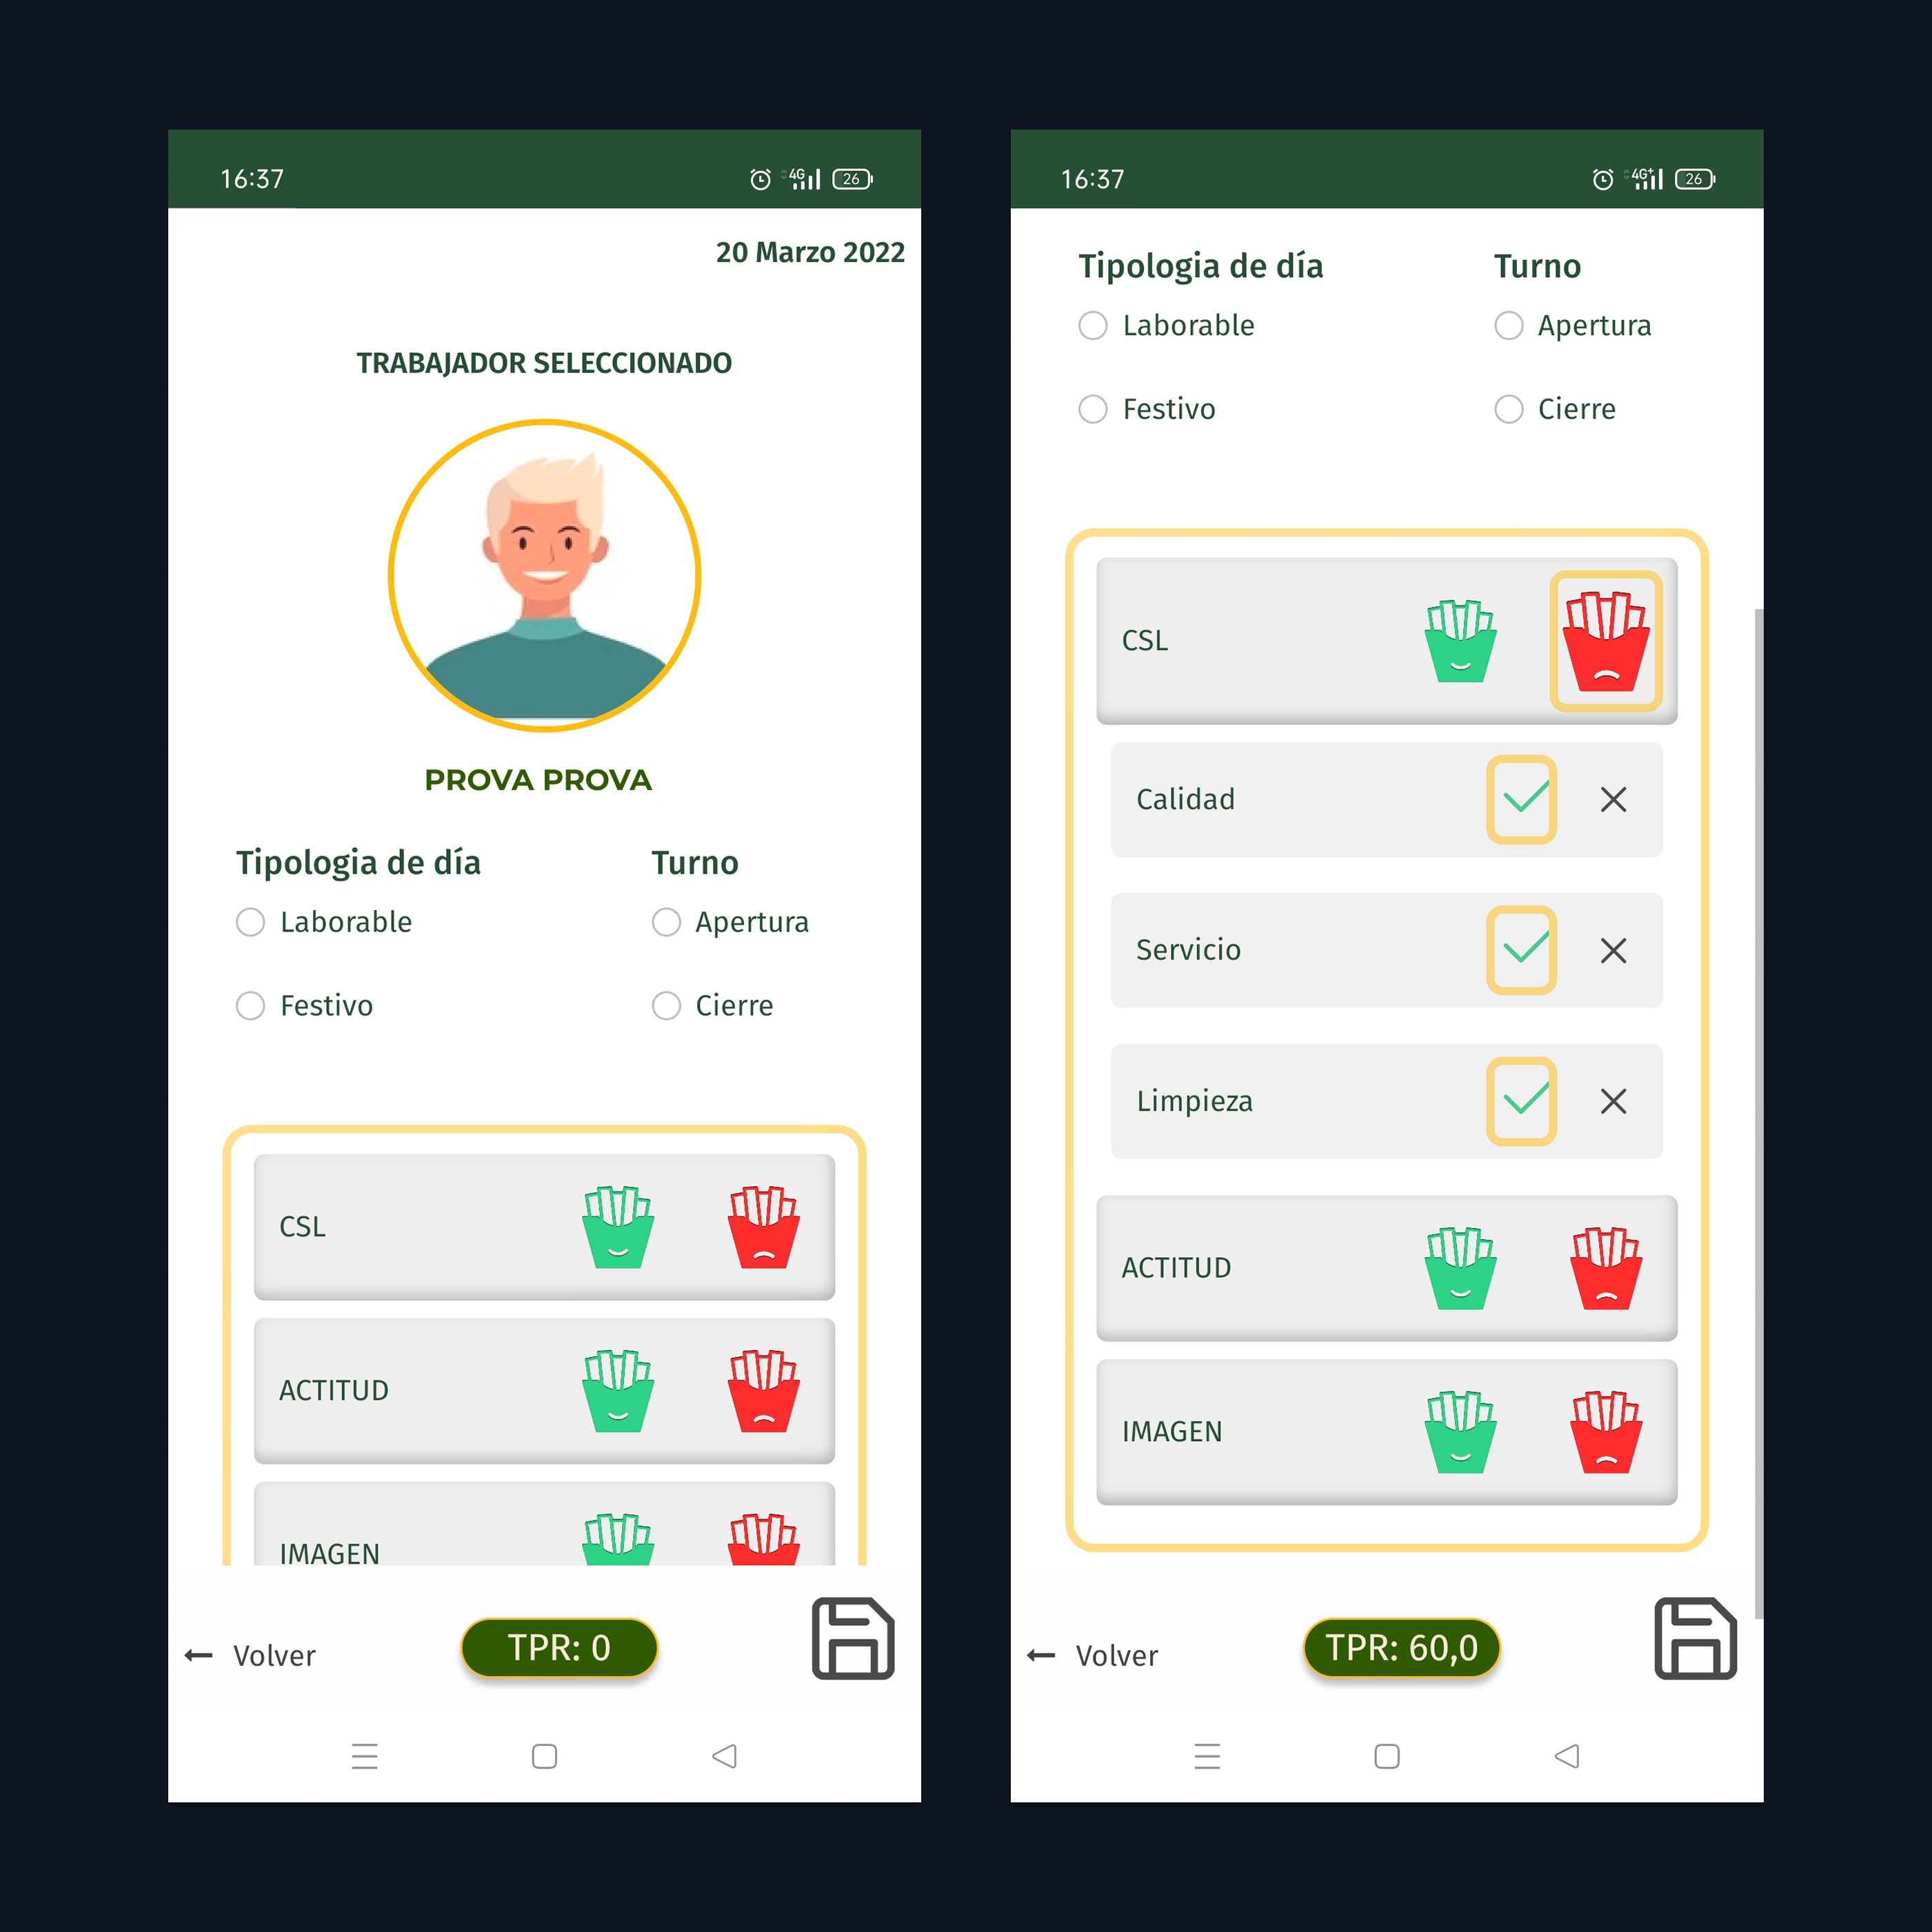 16:37
4G
26
20 Marzo 2022
TRABAJADOR SELECCIONADO
PROVA PROVA
Tipologia de día
Turno
Laborable
Apertura
Festivo
Cierre
CSL
ACTITUD
IMAGEN
Volver
TPR: 0
16:37
4G+
26
Tipologia de día
Turno
Laborable
Apertura
Festivo
Cierre
CSL
Calidad
Servicio
Limpieza
ACTITUD
IMAGEN
Volver
TPR: 60,0